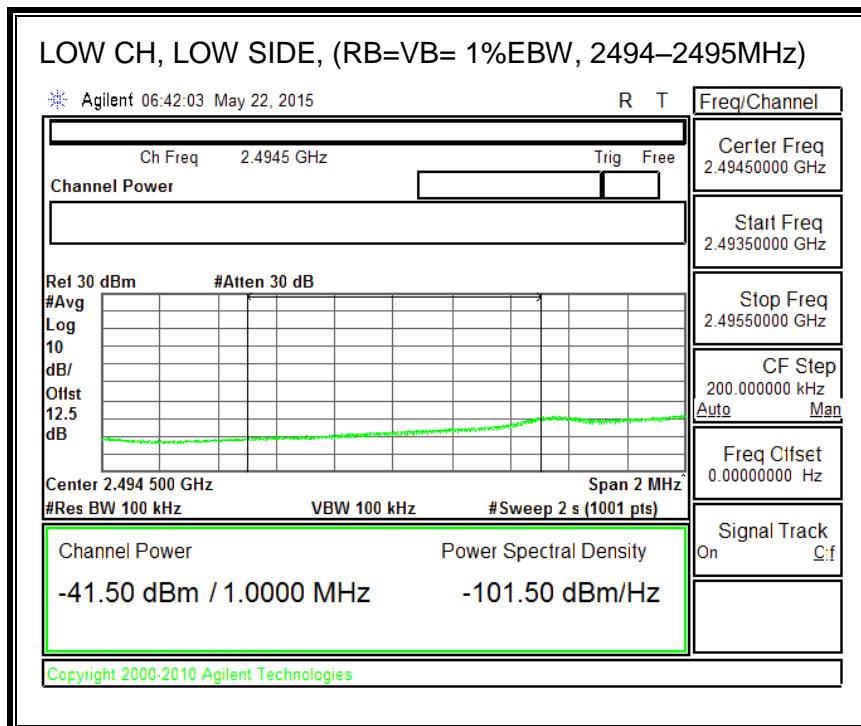 LOW CH, LOW SIDE, (RB=VB= 1%EBW, 2494–2495MHz)
Agilent 06:42:03 May 22, 2015 R T
Freq/Channel
Ch Freq 2.4945 GHz Trig Free
Channel Power
Center Freq
2.49450000 GHz
Start Freq
2.49350000 GHz
Stop Freq
2.49550000 GHz
CF Step
200.000000 kHz
Auto Man
Freq Offset
0.00000000 Hz
Signal Track
On Off
Ref 30 dBm #Atten 30 dB
#Avg
Log
10
dB/
Offst
12.5
dB
Center 2.494 500 GHz Span 2 MHz
#Res BW 100 kHz VBW 100 kHz #Sweep 2 s (1001 pts)
Channel Power Power Spectral Density
-41.50 dBm / 1.0000 MHz -101.50 dBm/Hz
Copyright 2000-2010 Agilent Technologies